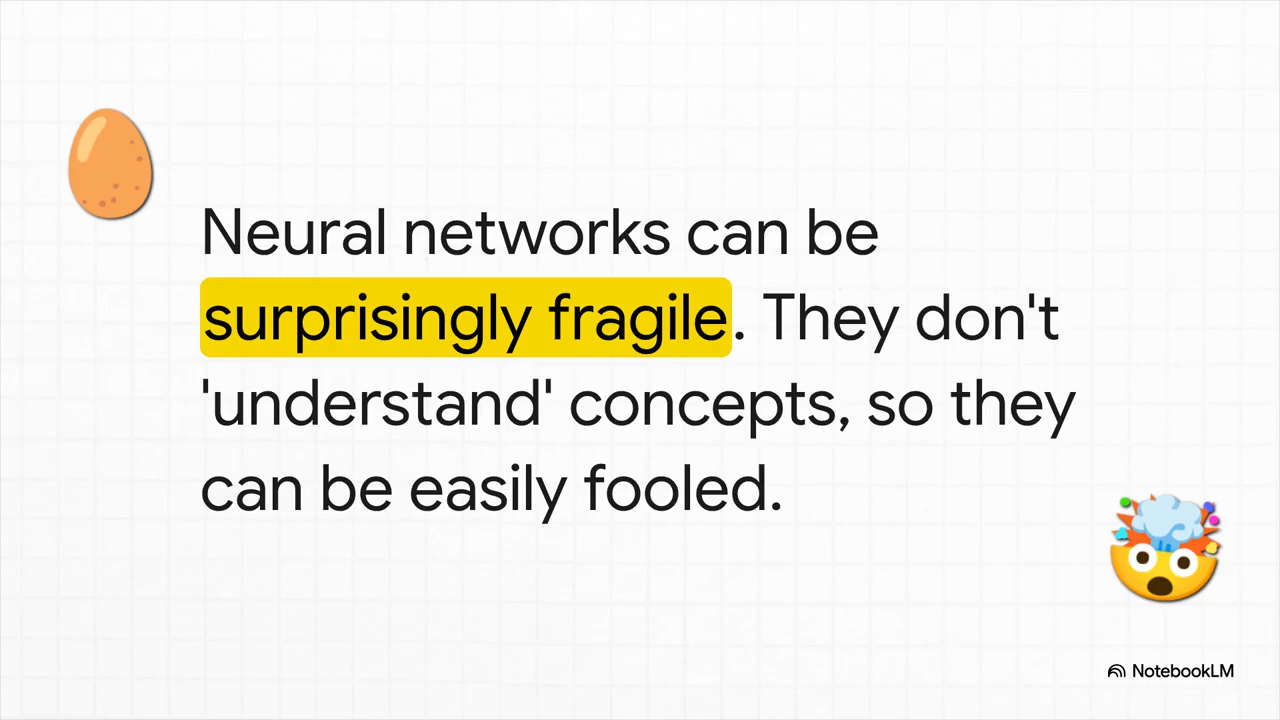 Neural networks can be
surprisingly fragile. They don't
'understand' concepts, so they
can be easily fooled.
NotebookLM